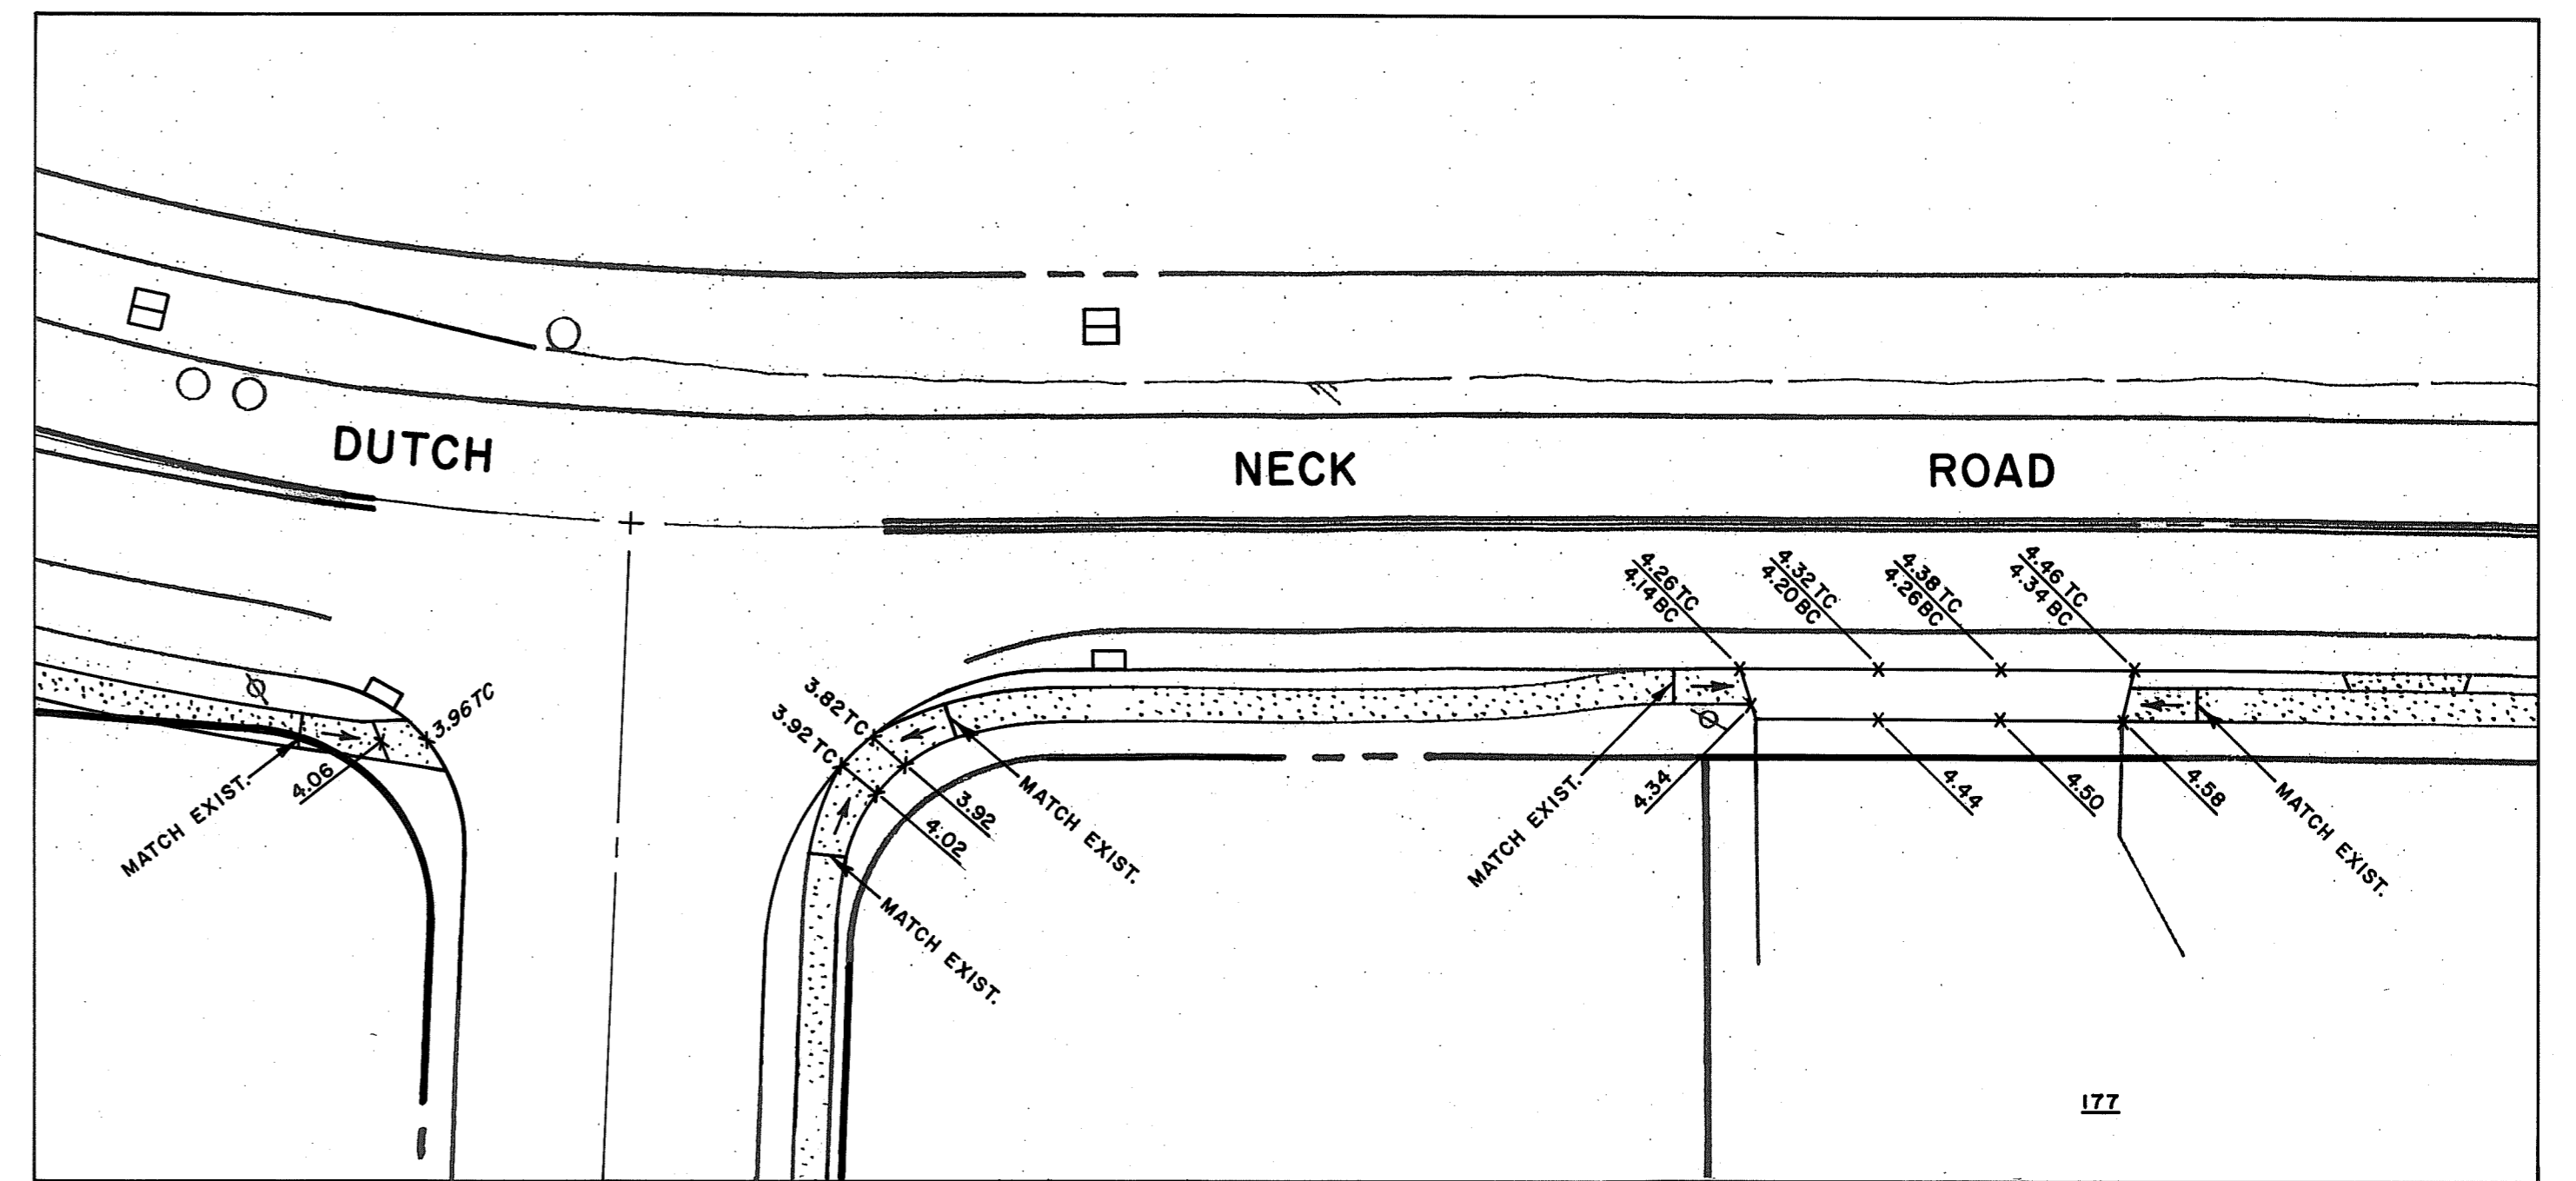 DUTCH
NECK
ROAD
4.26 TC
4.14 BC
4.32 TC
4.20 BC
4.38 TC
4.26 BC
4.46 TC
4.34 BC
3.96 TC
3.82 TC
3.92 TC
4.06
MATCH EXIST.
3.92
4.02
MATCH EXIST.
MATCH EXIST.
MATCH EXIST.
4.34
4.44
4.50
4.58
MATCH EXIST.
177